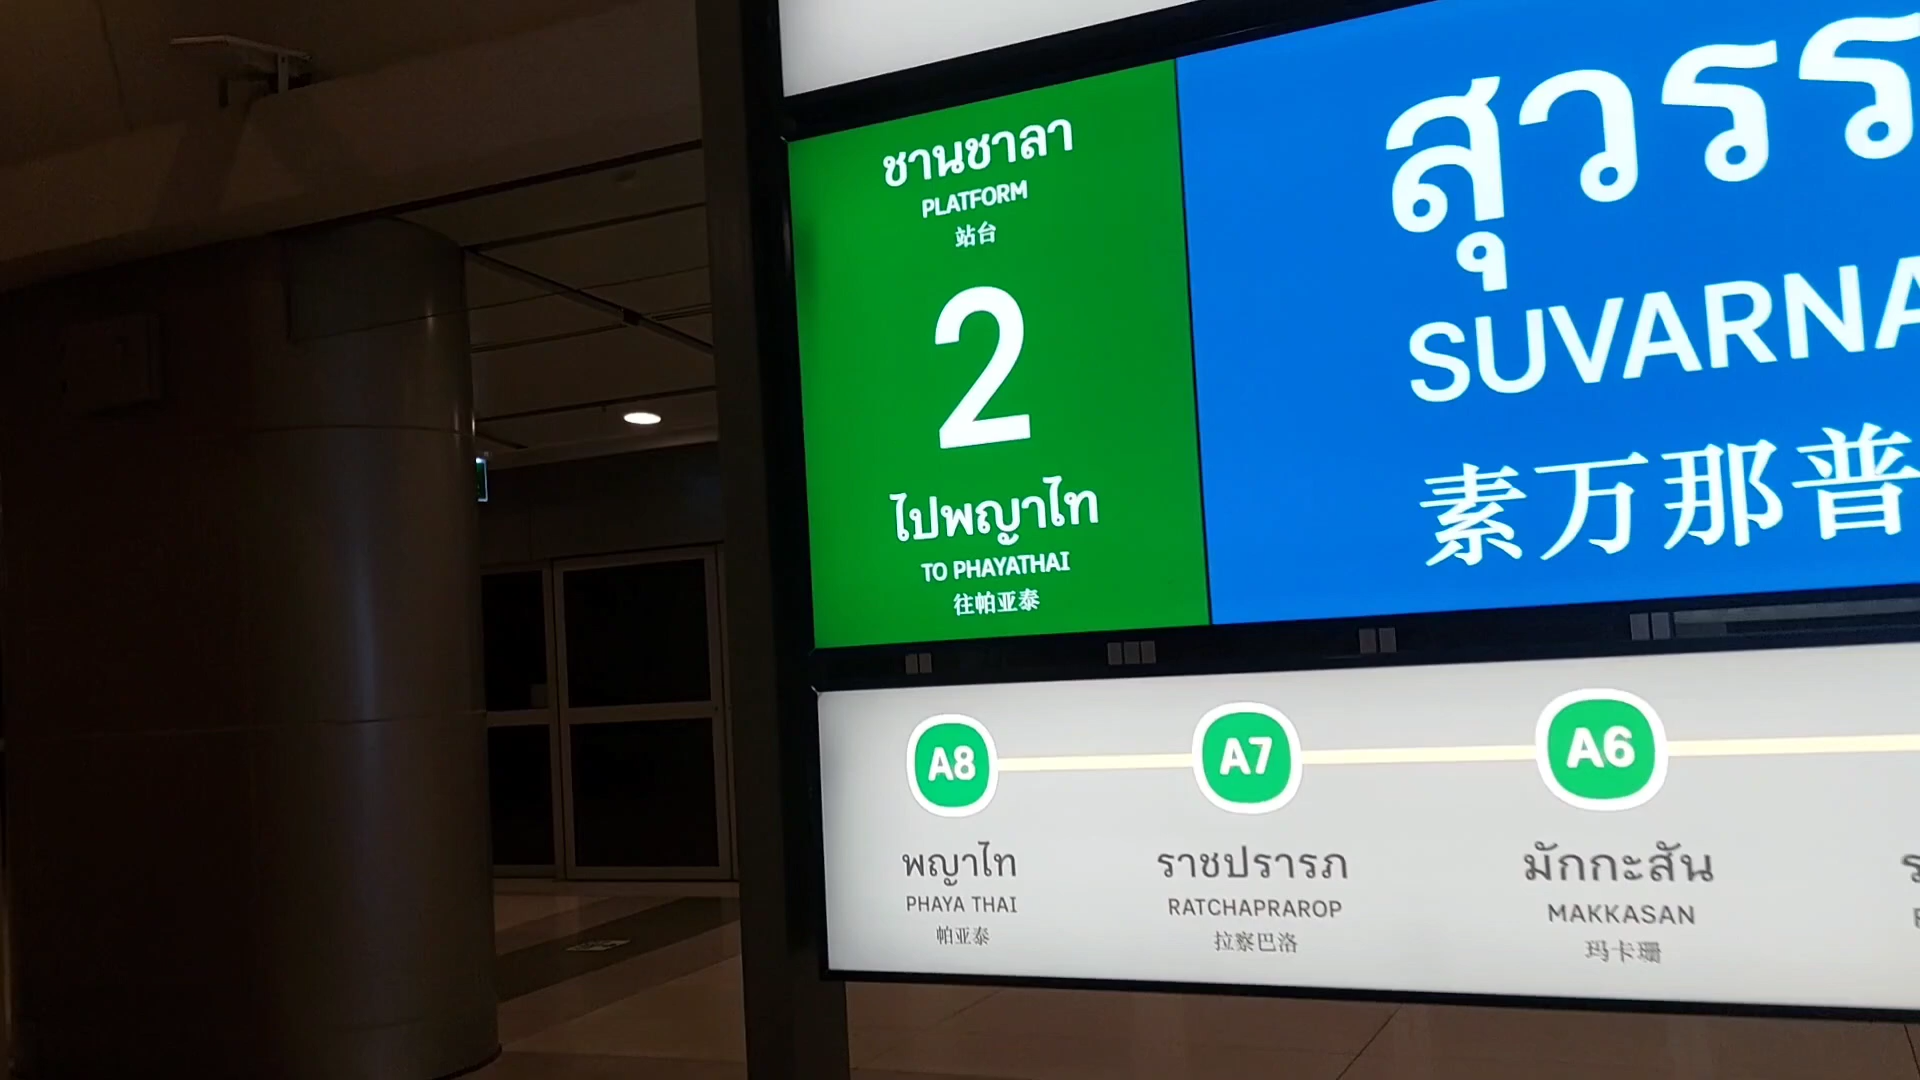 ชานชาลา
PLATFORM
站台
2
ไปพญาไท
TO PHAYATHAI
往帕亚泰
สุวรร
SUVARNA
素万那普
A8
พญาไท
PHAYA THAI
帕亚泰
A7
ราชปรารภ
RATCHAPRAROP
拉察巴洛
A6
มักกะสัน
MAKKASAN
玛卡珊